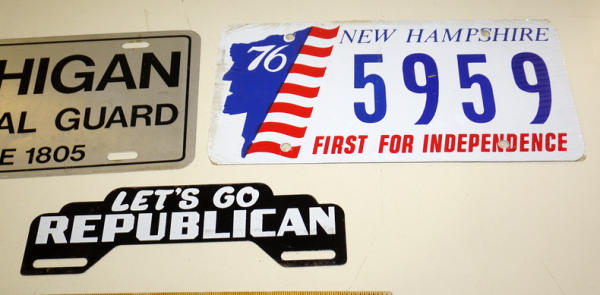 HIGAN
AL GUARD
E 1805
76
NEW HAMPSHIRE
5959
FIRST FOR INDEPENDENCE
LET'S GO
REPUBLICAN